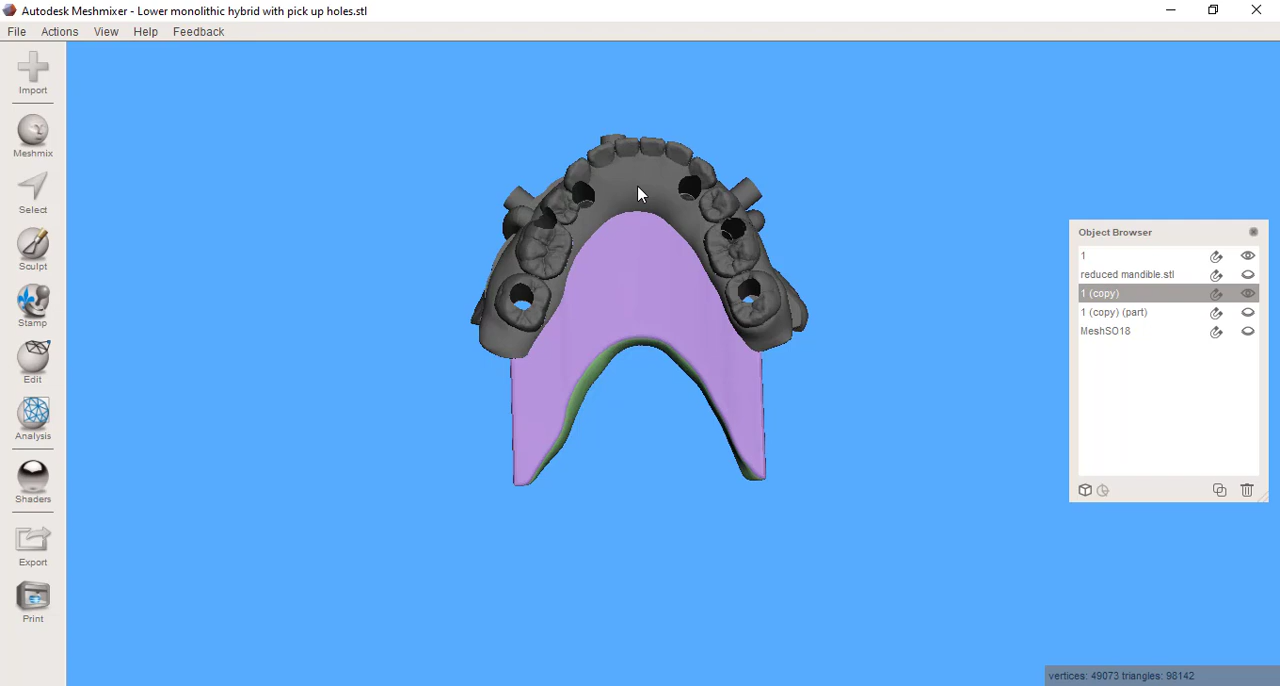 Autodesk Meshmixer - Lower monolithic hybrid with pick up holes.stl
File Actions View Help Feedback
Import
Meshmix
Select
Sculpt
Stamp
Edit
Analysis
Shaders
Export
Print
Object Browser
1
reduced mandible.stl
1 (copy)
1 (copy) (part)
MeshSO18
vertices: 49073 triangles: 98142